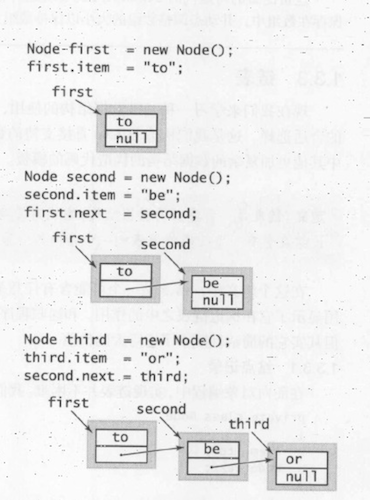 Node first = new Node();
first.item = "to";
first
to
null
Node second = new Node();
second.item = "be";
first.next = second;
first
second
to
be
null
Node third = new Node();
third.item = "or";
second.next = third;
first
second
third
to
be
or
null